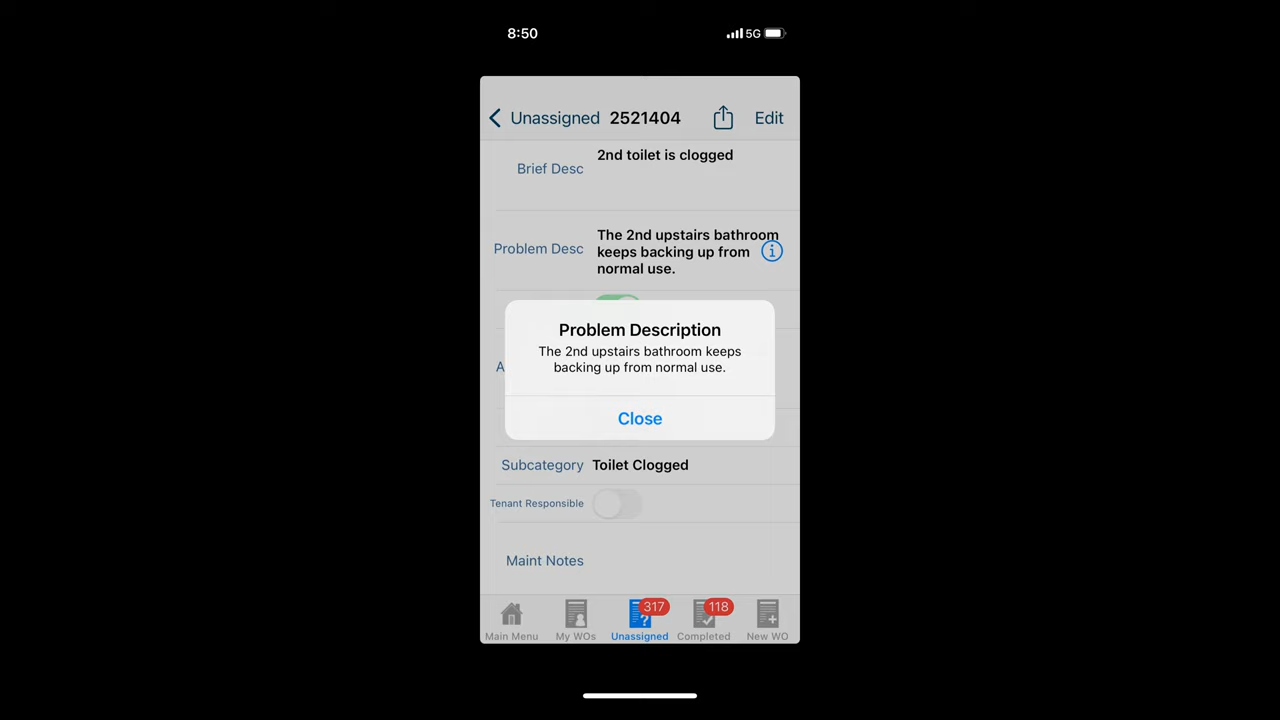 8:50
5G
Unassigned 2521404 Edit
Brief Desc
2nd toilet is clogged
Problem Desc
The 2nd upstairs bathroom
keeps backing up from
normal use.
A
Problem Description
The 2nd upstairs bathroom keeps
backing up from normal use.
Close
Subcategory Toilet Clogged
Tenant Responsible
Maint Notes
317 118
Main Menu My WOs Unassigned Completed New WO